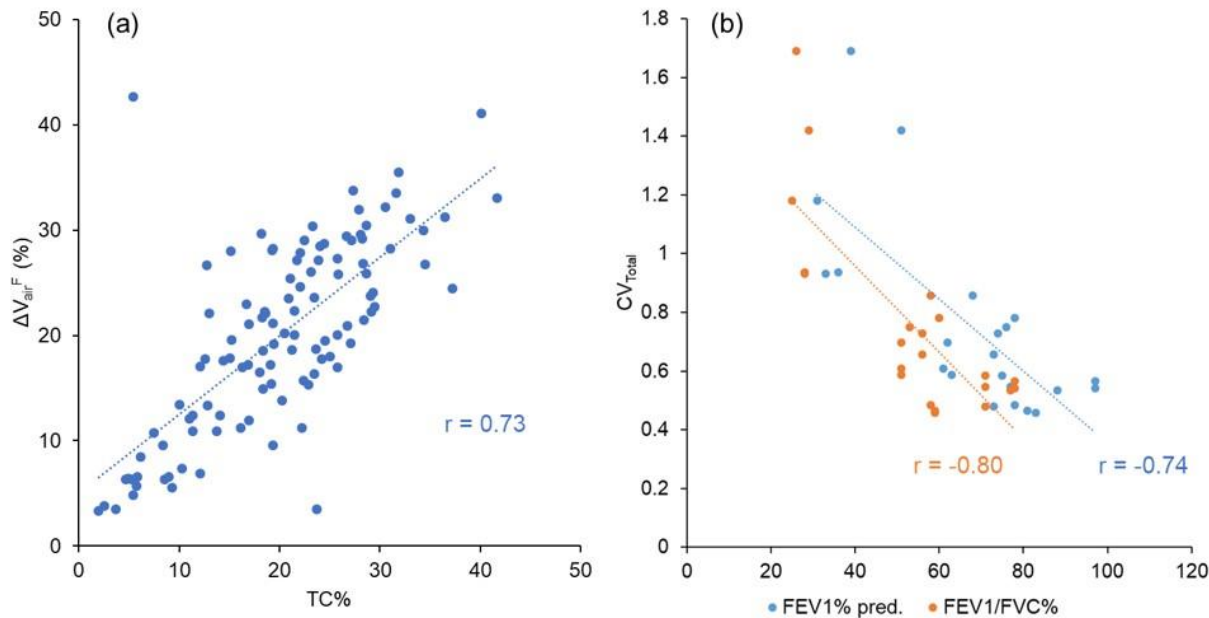 (a)
50
40
30
20
10
0
ΔVairF (%)
0 10 20 30 40 50
TC%
r = 0.73
(b)
1.8
1.6
1.4
1.2
1
0.8
0.6
0.4
0.2
0
CVTotal
r = -0.80
r = -0.74
0 20 40 60 80 100 120
FEV1% pred. FEV1/FVC%